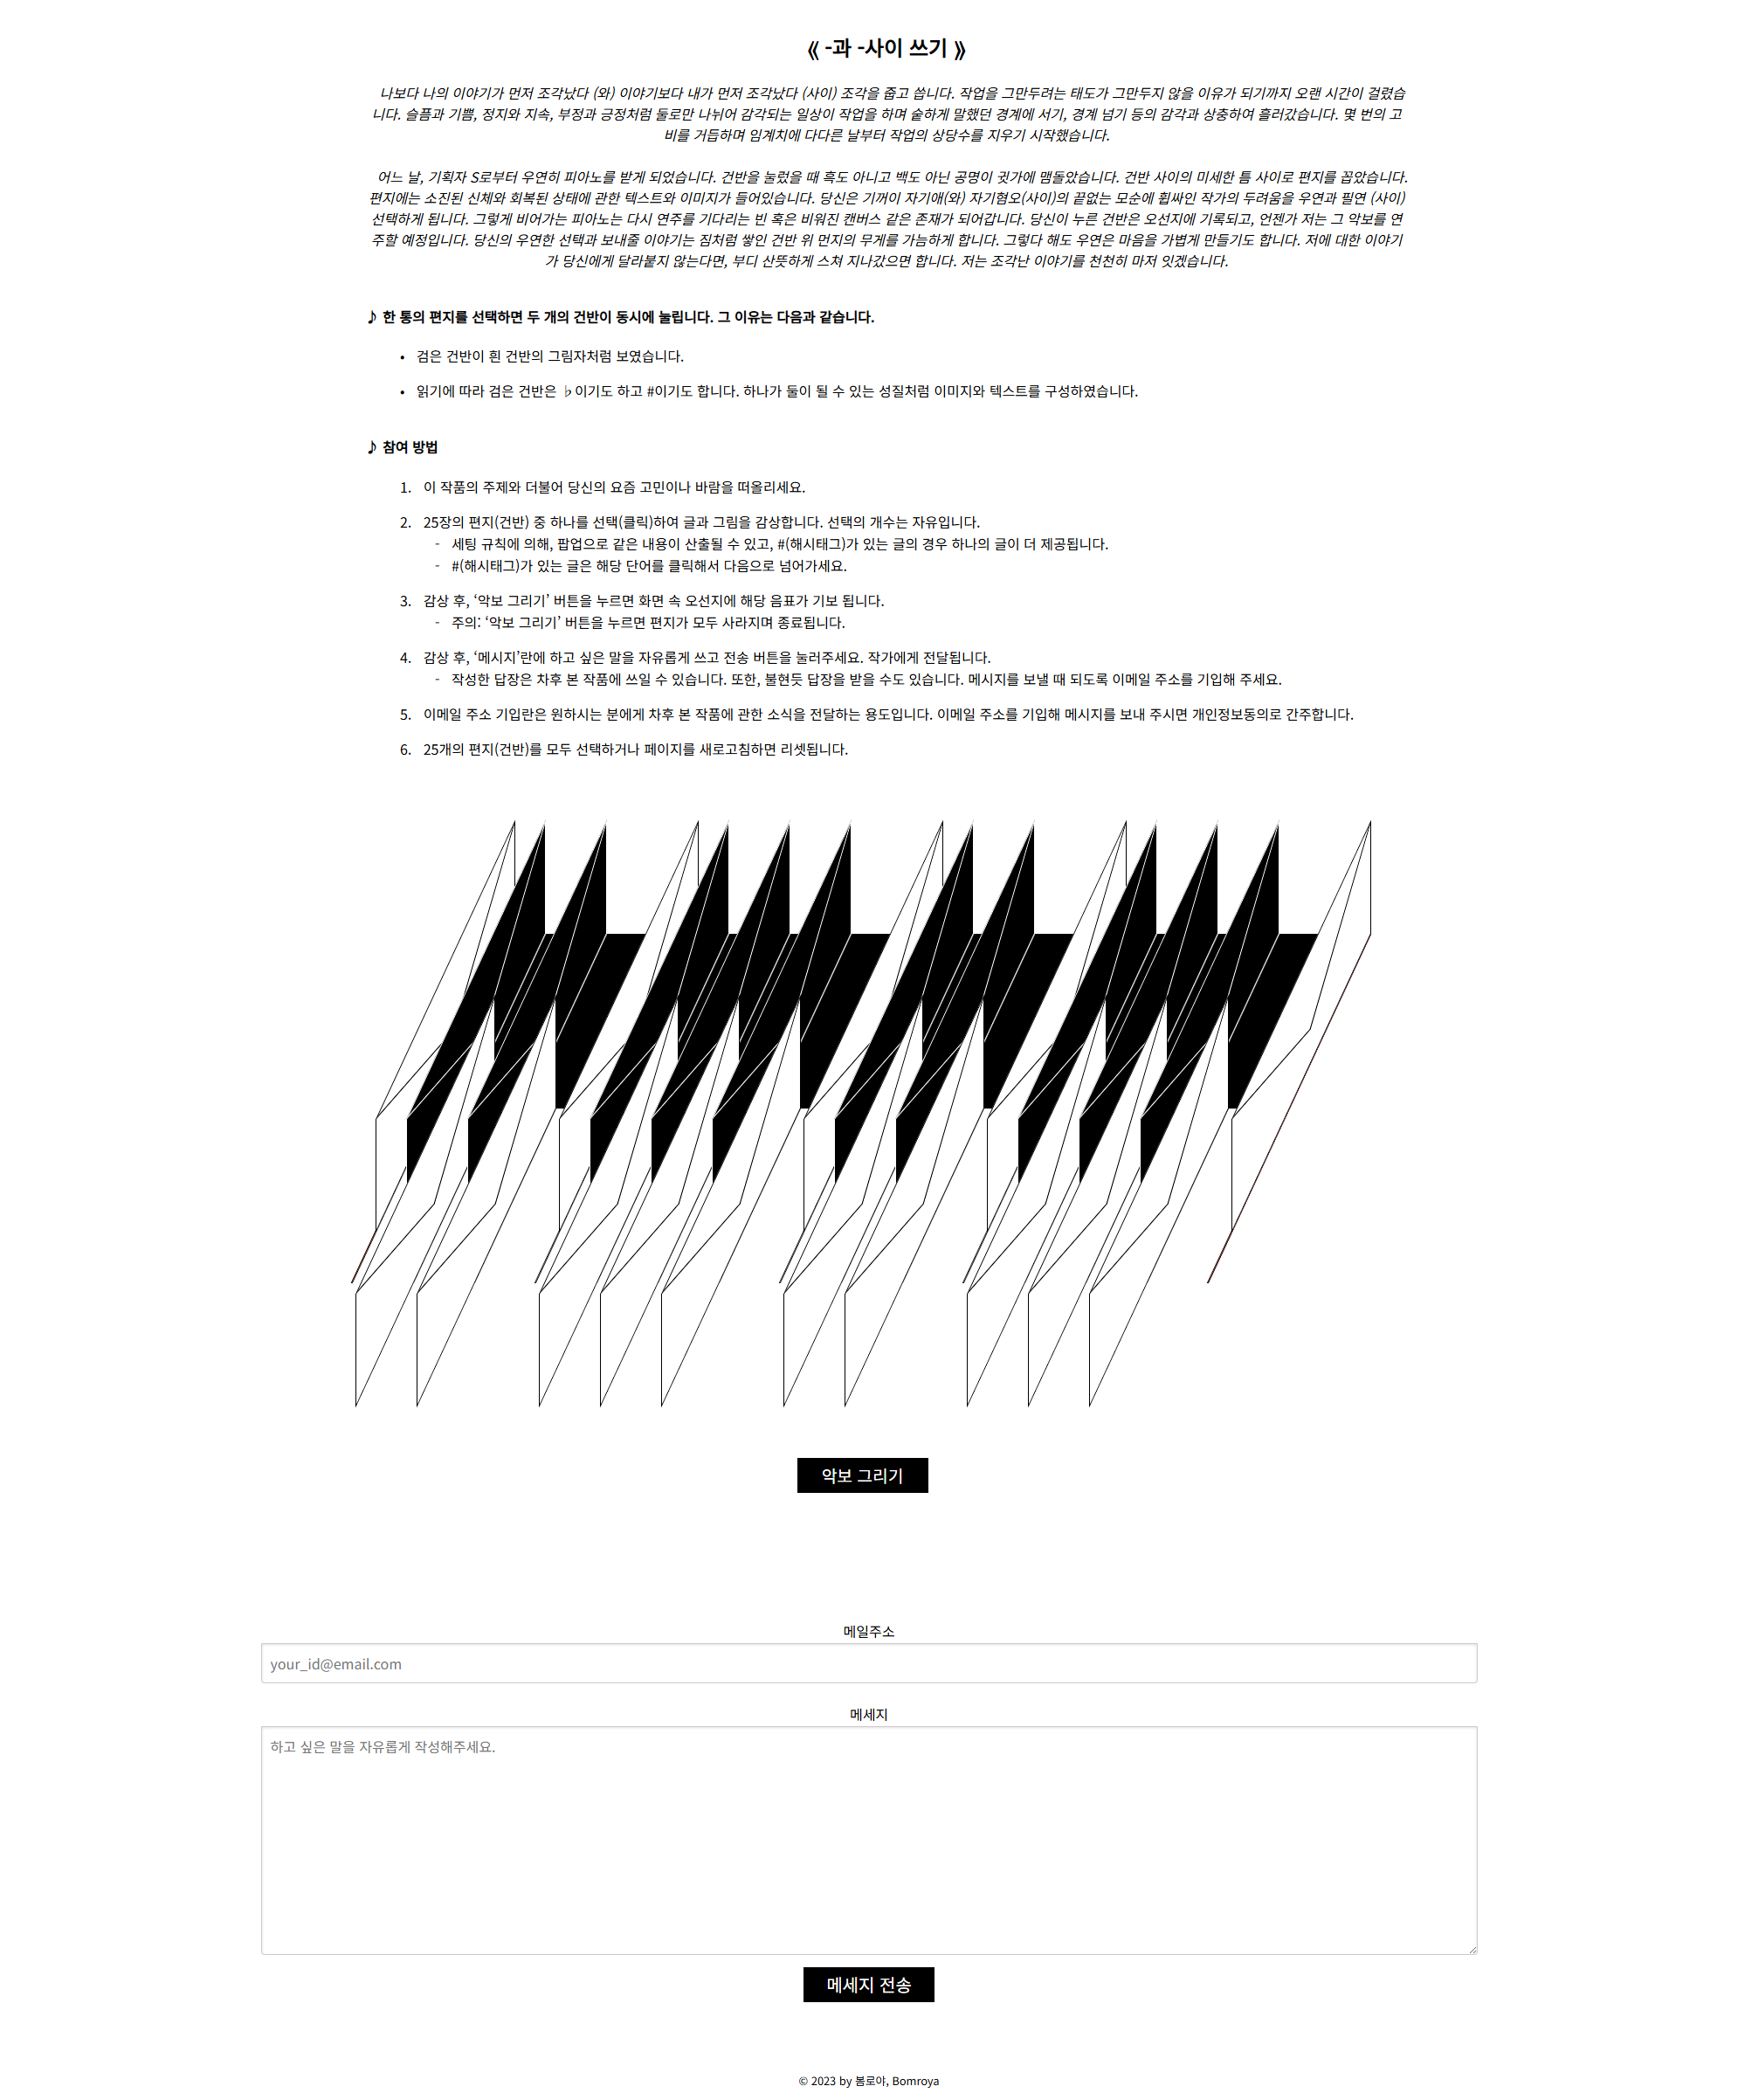 ⟪ -과 -사이 쓰기 ⟫
나보다 나의 이야기가 먼저 조각났다 (와) 이야기보다 내가 먼저 조각났다 (사이) 조각을 줍고 씁니다. 작업을 그만두려는 태도가 그만두지 않을 이유가 되기까지 오랜 시간이 걸렸습
니다. 슬픔과 기쁨, 정지와 지속, 부정과 긍정처럼 둘로만 나뉘어 감각되는 일상이 작업을 하며 숱하게 말했던 경계에 서기, 경계 넘기 등의 감각과 상충하여 흘러갔습니다. 몇 번의 고
비를 거듭하며 임계치에 다다른 날부터 작업의 상당수를 지우기 시작했습니다.
어느 날, 기획자 S로부터 우연히 피아노를 받게 되었습니다. 건반을 눌렀을 때 흑도 아니고 백도 아닌 공명이 귓가에 맴돌았습니다. 건반 사이의 미세한 틈 사이로 편지를 꼽았습니다.
편지에는 소진된 신체와 회복된 상태에 관한 텍스트와 이미지가 들어있습니다. 당신은 기꺼이 자기애(와) 자기혐오(사이)의 끝없는 모순에 휩싸인 작가의 두려움을 우연과 필연 (사이)
선택하게 됩니다. 그렇게 비어가는 피아노는 다시 연주를 기다리는 빈 혹은 비워진 캔버스 같은 존재가 되어갑니다. 당신이 누른 건반은 오선지에 기록되고, 언젠가 저는 그 악보를 연
주할 예정입니다. 당신의 우연한 선택과 보내줄 이야기는 짐처럼 쌓인 건반 위 먼지의 무게를 가늠하게 합니다. 그렇다 해도 우연은 마음을 가볍게 만들기도 합니다. 저에 대한 이야기
가 당신에게 달라붙지 않는다면, 부디 산뜻하게 스쳐 지나갔으면 합니다. 저는 조각난 이야기를 천천히 마저 잇겠습니다.
♪ 한 통의 편지를 선택하면 두 개의 건반이 동시에 눌립니다. 그 이유는 다음과 같습니다.
• 검은 건반이 흰 건반의 그림자처럼 보였습니다.
• 읽기에 따라 검은 건반은 ♭이기도 하고 #이기도 합니다. 하나가 둘이 될 수 있는 성질처럼 이미지와 텍스트를 구성하였습니다.
♪ 참여 방법
1. 이 작품의 주제와 더불어 당신의 요즘 고민이나 바람을 떠올리세요.
2. 25장의 편지(건반) 중 하나를 선택(클릭)하여 글과 그림을 감상합니다. 선택의 개수는 자유입니다.
- 세팅 규칙에 의해, 팝업으로 같은 내용이 산출될 수 있고, #(해시태그)가 있는 글의 경우 하나의 글이 더 제공됩니다.
- #(해시태그)가 있는 글은 해당 단어를 클릭해서 다음으로 넘어가세요.
3. 감상 후, ‘악보 그리기’ 버튼을 누르면 화면 속 오선지에 해당 음표가 기보 됩니다.
- 주의: ‘악보 그리기’ 버튼을 누르면 편지가 모두 사라지며 종료됩니다.
4. 감상 후, ‘메시지’란에 하고 싶은 말을 자유롭게 쓰고 전송 버튼을 눌러주세요. 작가에게 전달됩니다.
- 작성한 답장은 차후 본 작품에 쓰일 수 있습니다. 또한, 불현듯 답장을 받을 수도 있습니다. 메시지를 보낼 때 되도록 이메일 주소를 기입해 주세요.
5. 이메일 주소 기입란은 원하시는 분에게 차후 본 작품에 관한 소식을 전달하는 용도입니다. 이메일 주소를 기입해 메시지를 보내 주시면 개인정보동의로 간주합니다.
6. 25개의 편지(건반)를 모두 선택하거나 페이지를 새로고침하면 리셋됩니다.
악보 그리기
메일주소
your_id@email.com
메세지
하고 싶은 말을 자유롭게 작성해주세요.
메세지 전송
© 2023 by 봄로야, Bomroya